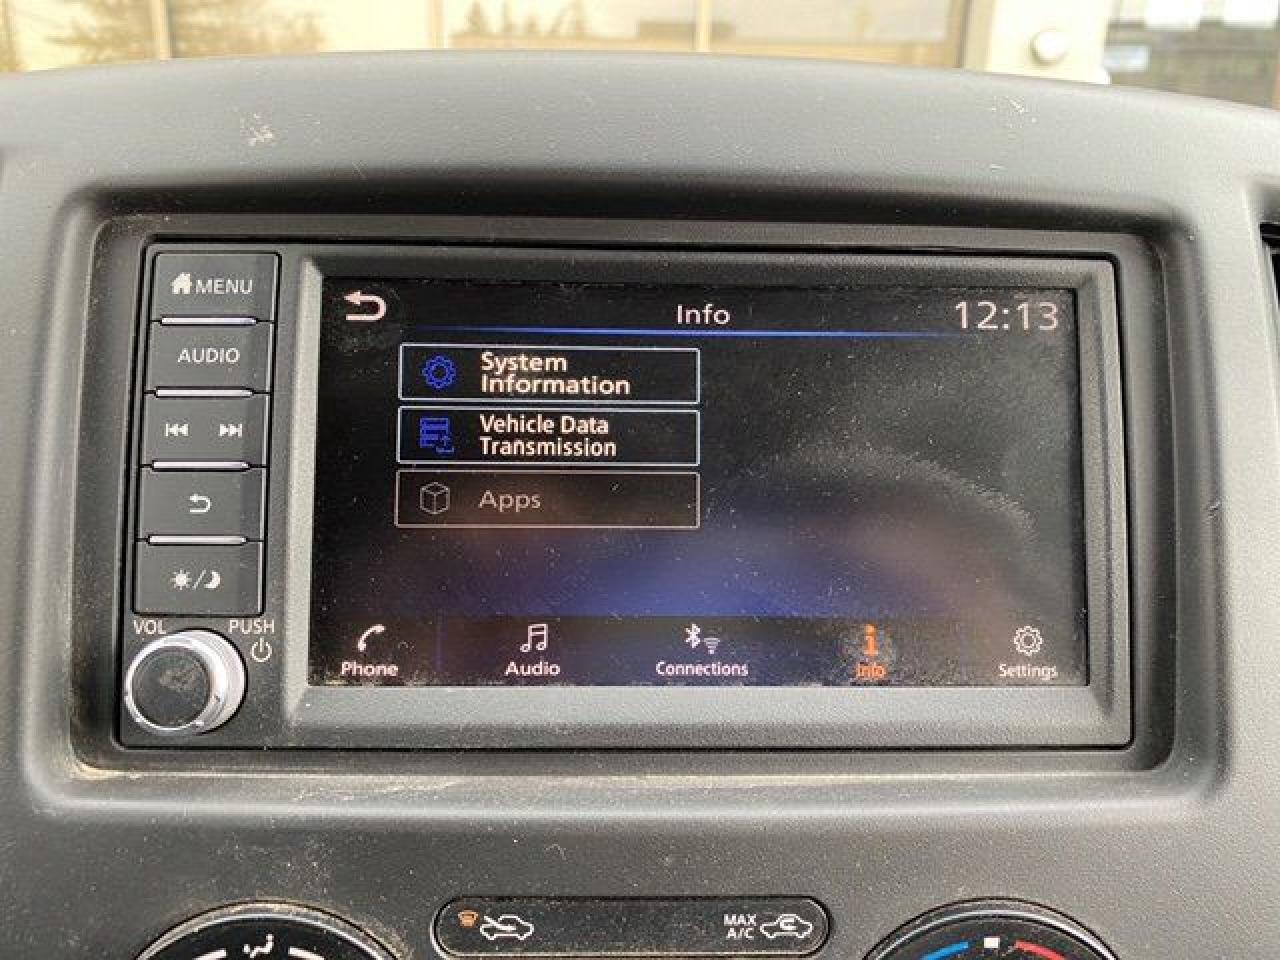 MENU
AUDIO
VOL
PUSH
Info
12:13
System
Information
Vehicle Data
Transmission
Apps
Phone
Audio
Connections
Info
Settings
MAX
A/C